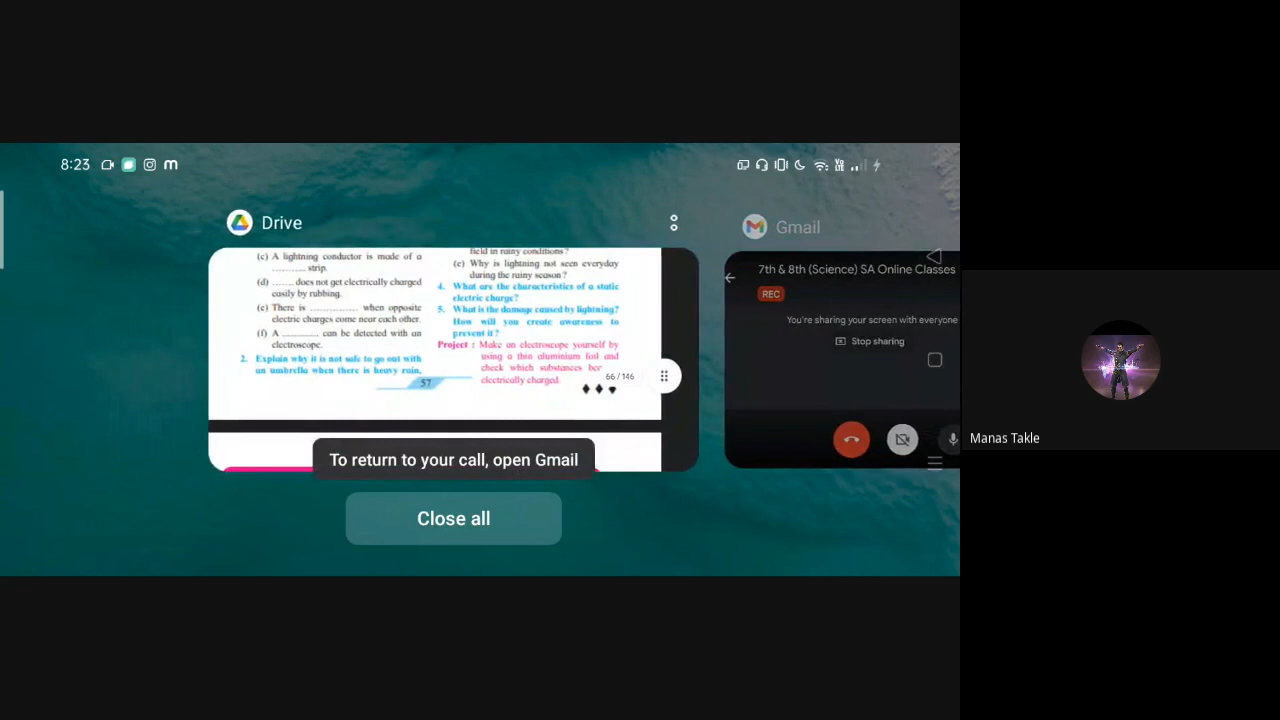 8:23
Drive
Gmail
(c) A lightning conductor is made of a
.......... strip.
(d) ....... does not get electrically charged
easily by rubbing.
(e) There is .............. when opposite
electric charges come near each other.
(f) A ........... can be detected with an
electroscope.
2. Explain why it is not safe to go out with
an umbrella when there is heavy rain,
57
field in rainy conditions?
(e) Why is lightning not seen everyday
during the rainy season?
4. What are the characteristics of a static
electric charge?
5. What is the damage caused by lightning?
How will you create awareness to
prevent it?
Project : Make an electroscope yourself by
using a thin aluminium foil and
check which substances
electrically charged.
66 / 146
7th & 8th (Science) SA Online Classes
REC
You're sharing your screen with everyone
Stop sharing
To return to your call, open Gmail
Close all
Manas Takle